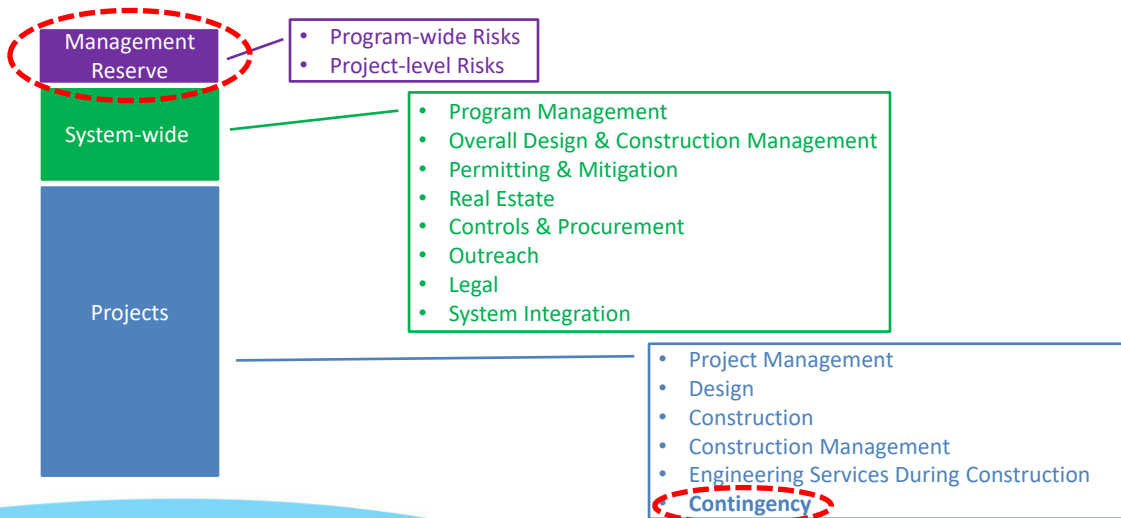 Management
Reserve
• Program-wide Risks
• Project-level Risks
System-wide
• Program Management
• Overall Design & Construction Management
• Permitting & Mitigation
• Real Estate
• Controls & Procurement
• Outreach
• Legal
• System Integration
Projects
• Project Management
• Design
• Construction
• Construction Management
• Engineering Services During Construction
• Contingency